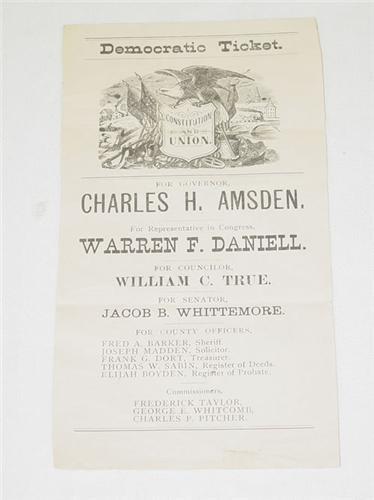 Democratic Ticket.
CONSTITUTION
AND
UNION.
FOR GOVERNOR,
CHARLES H. AMSDEN.
For Representative in Congress,
WARREN F. DANIELL.
FOR COUNCILOR,
WILLIAM C. TRUE.
FOR SENATOR,
JACOB B. WHITTEMORE.
FOR COUNTY OFFICERS,
FRED A. BARKER, Sheriff.
JOSEPH MADDEN, Solicitor.
FRANK G. DORT, Treasurer.
THOMAS W. SABIN, Register of Deeds.
ELIJAH BOYDEN, Register of Probate.
Commissioners,
FREDERICK TAYLOR,
GEORGE E. WHITCOMB,
CHARLES P. PITCHER.